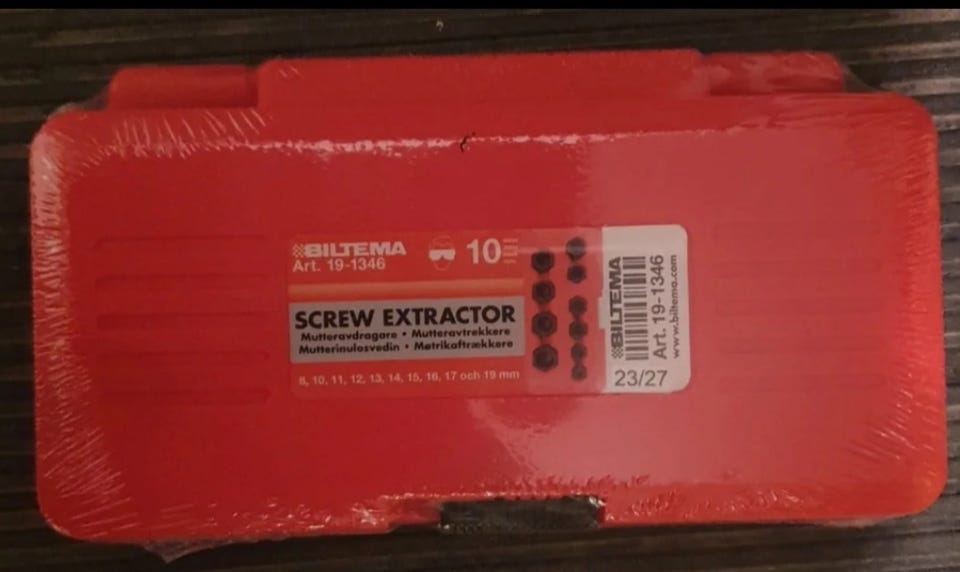 BILTEMA
Art. 19-1346
10
SCREW EXTRACTOR
Mutteravdragare • Mutteravtrekkere
Mutterinulosvedin • Møtrikaftrækkere
8, 10, 11, 12, 13, 14, 15, 16, 17 och 19 mm
BILTEMA
Art. 19-1346
www.biltema.com
23/27